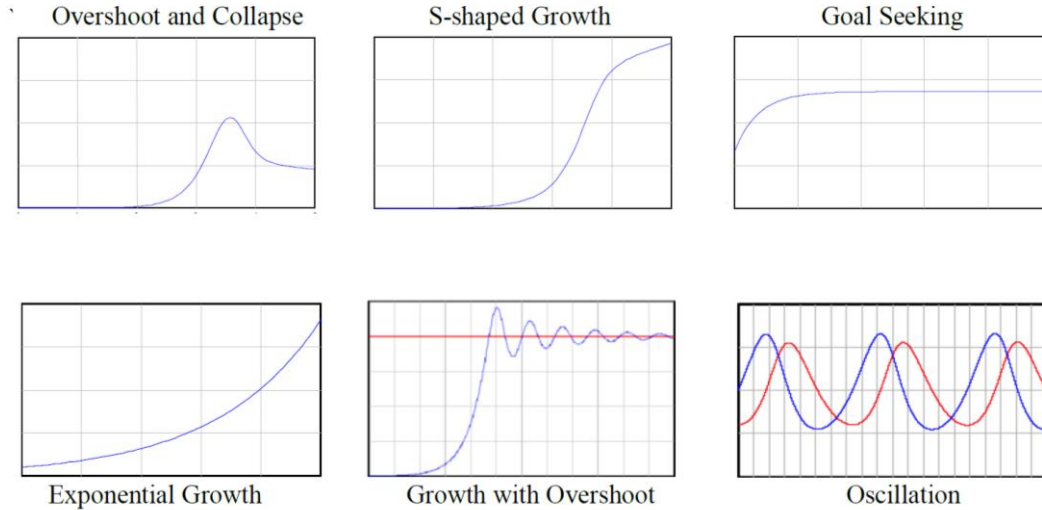 Overshoot and Collapse
S-shaped Growth
Goal Seeking
Exponential Growth
Growth with Overshoot
Oscillation